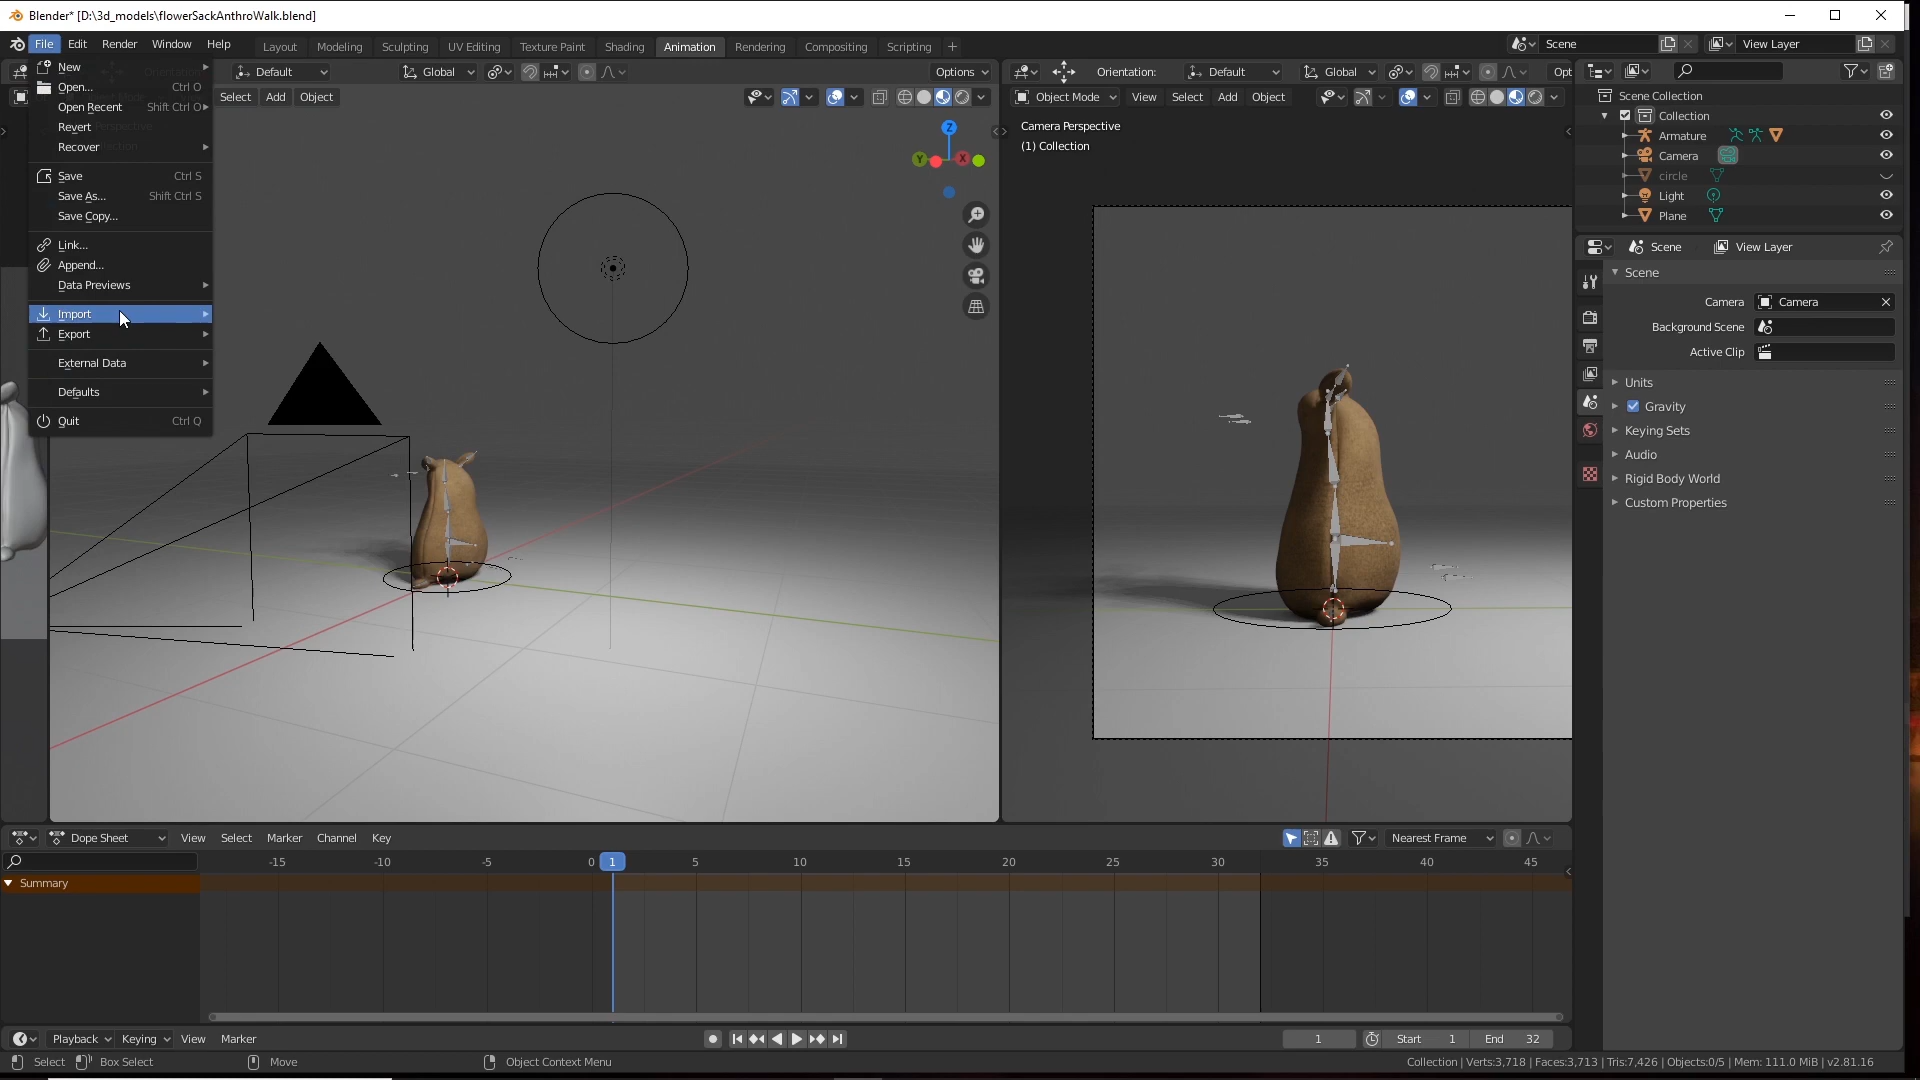 Blender* [D:\3d_models\flowerSackAnthroWalk.blend]
File Edit Render Window Help Layout Modeling Sculpting UV Editing Texture Paint Shading Animation Rendering Compositing Scripting + Scene View Layer
New
Open... Ctrl O
Open Recent Shift Ctrl O
Revert
Recover
Save Ctrl S
Save As... Shift Ctrl S
Save Copy...
Link...
Append...
Data Previews
Import
Export
External Data
Defaults
Quit Ctrl Q
Default Global Options
Select Add Object
Z
Y X
Orientation: Default Global Opt
Object Mode View Select Add Object
Camera Perspective
(1) Collection
Scene Collection
Collection
Armature
Camera
circle
Light
Plane
Scene View Layer
Scene
Camera Camera
Background Scene
Active Clip
Units
Gravity
Keying Sets
Audio
Rigid Body World
Custom Properties
Dope Sheet View Select Marker Channel Key Nearest Frame
-15 -10 -5 0 1 5 10 15 20 25 30 35 40 45
Summary
Playback Keying View Marker 1 Start 1 End 32
Select Box Select Move Object Context Menu Collection | Verts:3,718 | Faces:3,713 | Tris:7,426 | Objects:0/5 | Mem: 111.0 MiB | v2.81.16